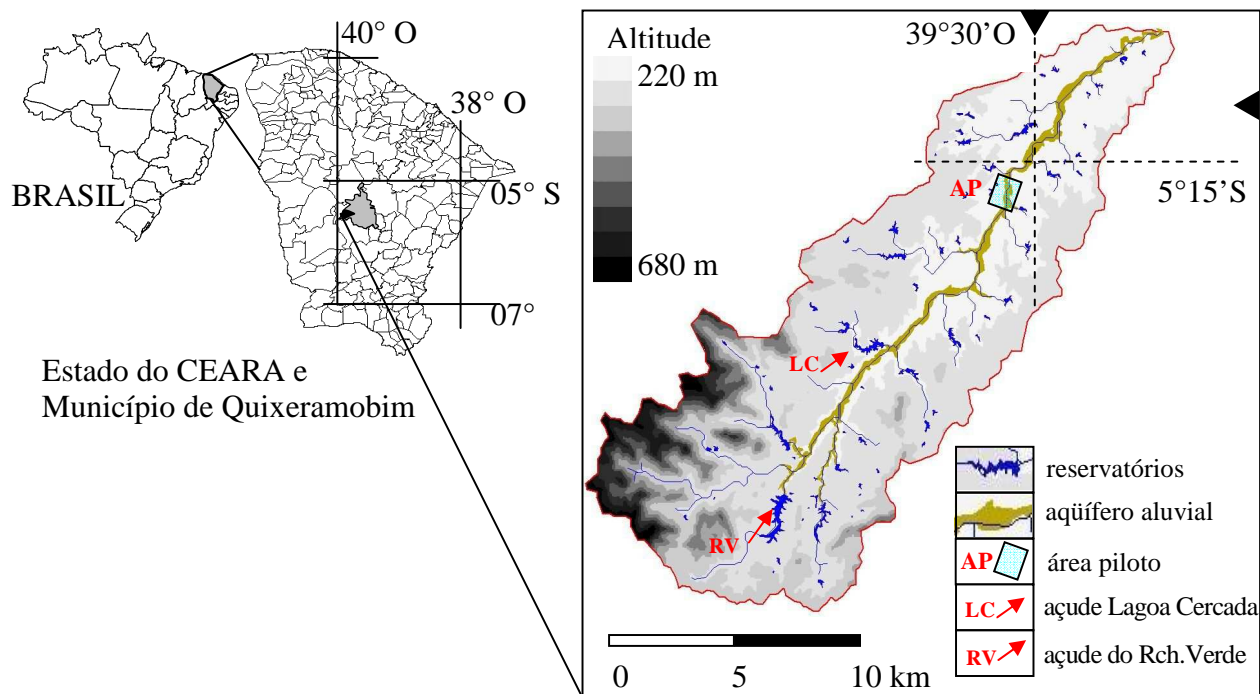 40° O
38° O
BRASIL
05° S
07°
Estado do CEARA e
Município de Quixeramobim
Altitude
220 m
680 m
39°30’O
5°15’S
AP
LC
RV
reservatórios
aqüífero aluvial
AP
área piloto
LC
açude Lagoa Cercada
RV
açude do Rch.Verde
0
5
10 km